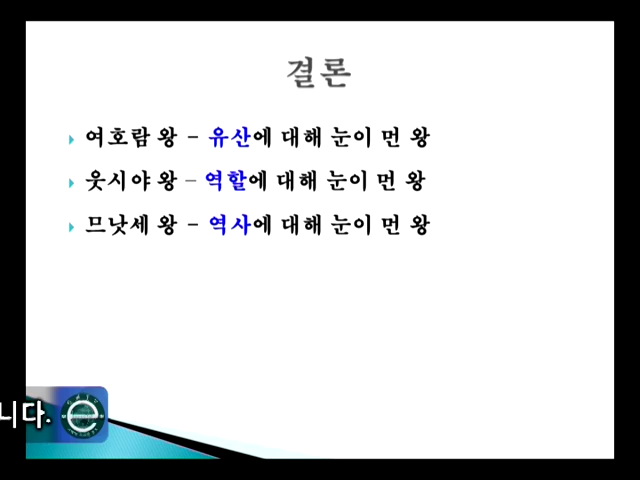 결론
여호람 왕 - 유산에 대해 눈이 먼 왕
웃시야 왕 – 역할에 대해 눈이 먼 왕
므낫세 왕 - 역사에 대해 눈이 먼 왕
니다.
e